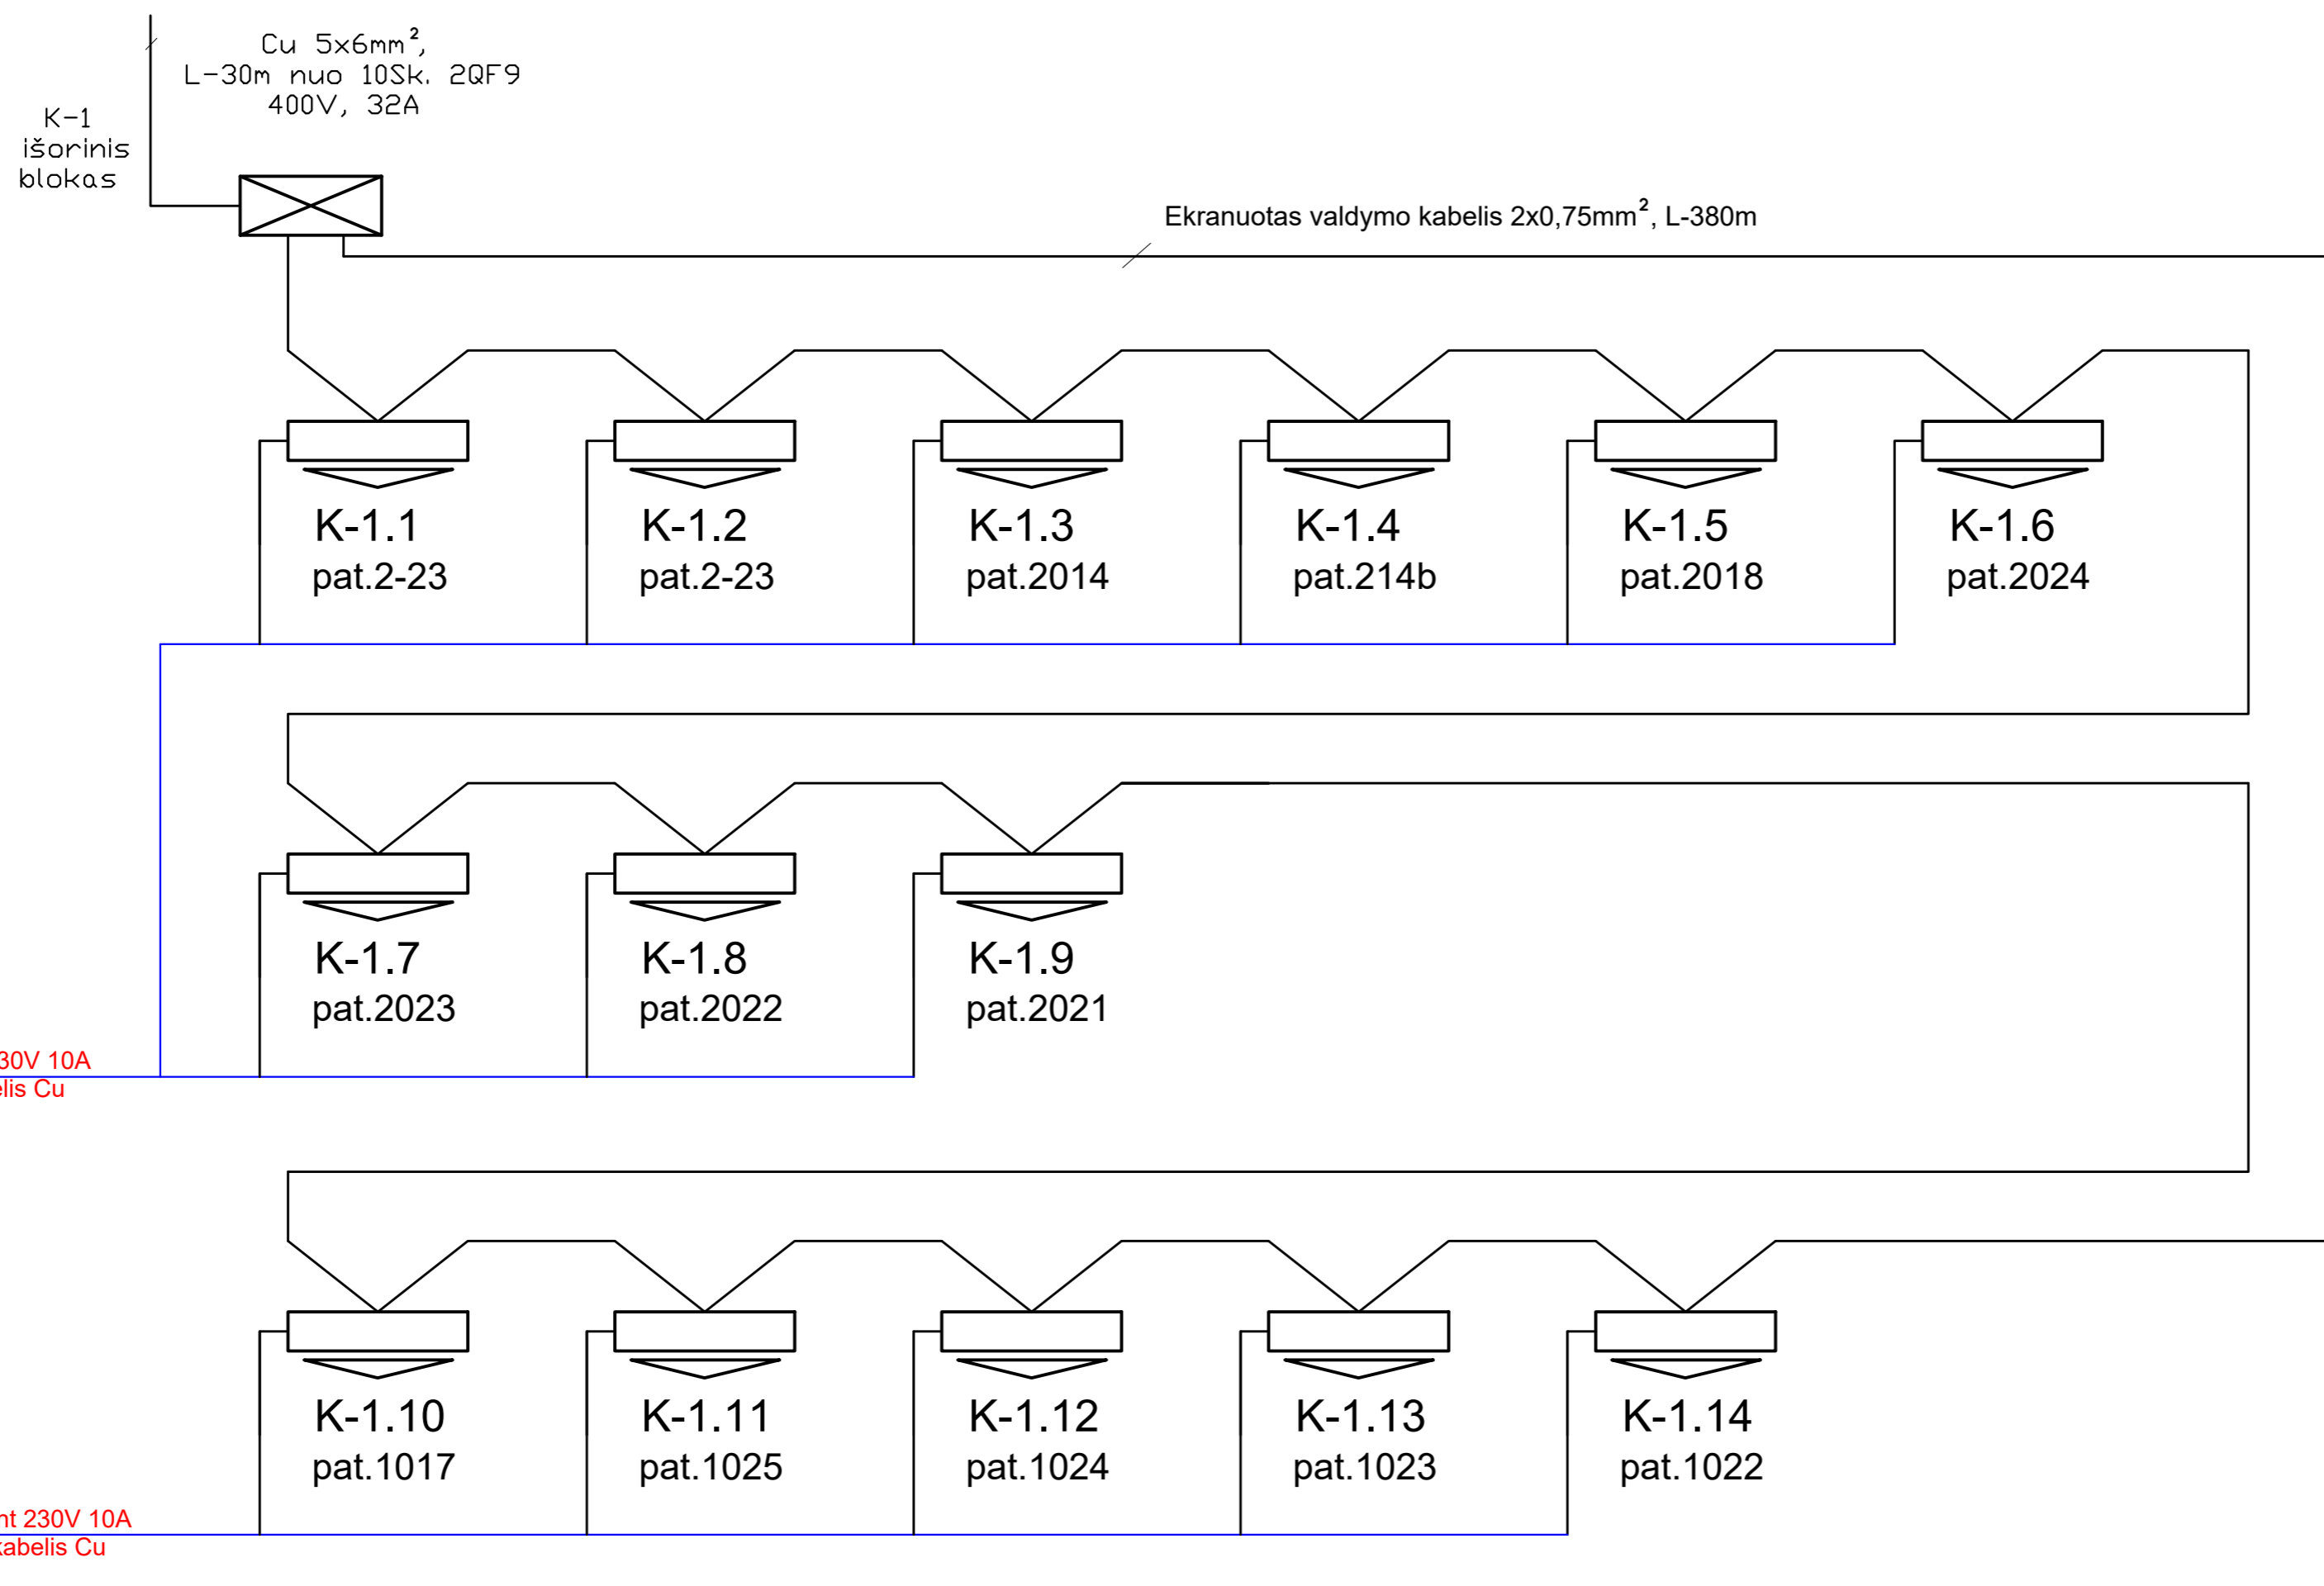 Cu 5x6mm²,
L-30m nuo 10Sk. 2QF9
400V, 32A
K-1
išorinis
blokas
Ekranuotas valdymo kabelis 2x0,75mm², L-380m
K-1.1
pat.2-23
K-1.2
pat.2-23
K-1.3
pat.2014
K-1.4
pat.214b
K-1.5
pat.2018
K-1.6
pat.2024
K-1.7
pat.2023
K-1.8
pat.2022
K-1.9
pat.2021
30V 10A
elis Cu
K-1.10
pat.1017
K-1.11
pat.1025
K-1.12
pat.1024
K-1.13
pat.1023
K-1.14
pat.1022
nt 230V 10A
kabelis Cu